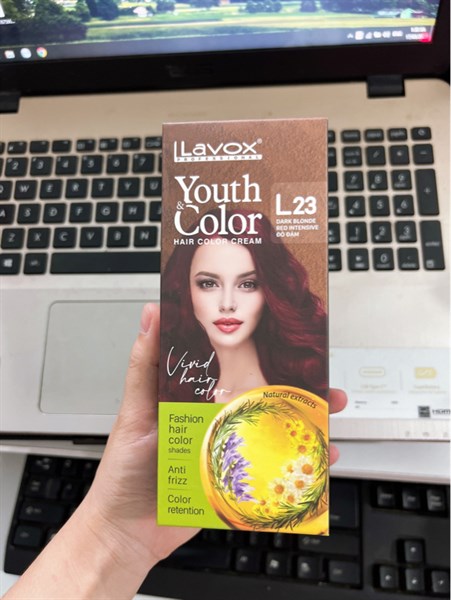 Lavox®
PROFESSIONAL
Youth
& Color
HAIR COLOR CREAM
L23
DARK BLONDE
RED INTENSIVE
ĐỎ ĐẬM
Vivid
hair
color
Natural extracts
Fashion
hair
color
shades
Anti
frizz
Color
retention